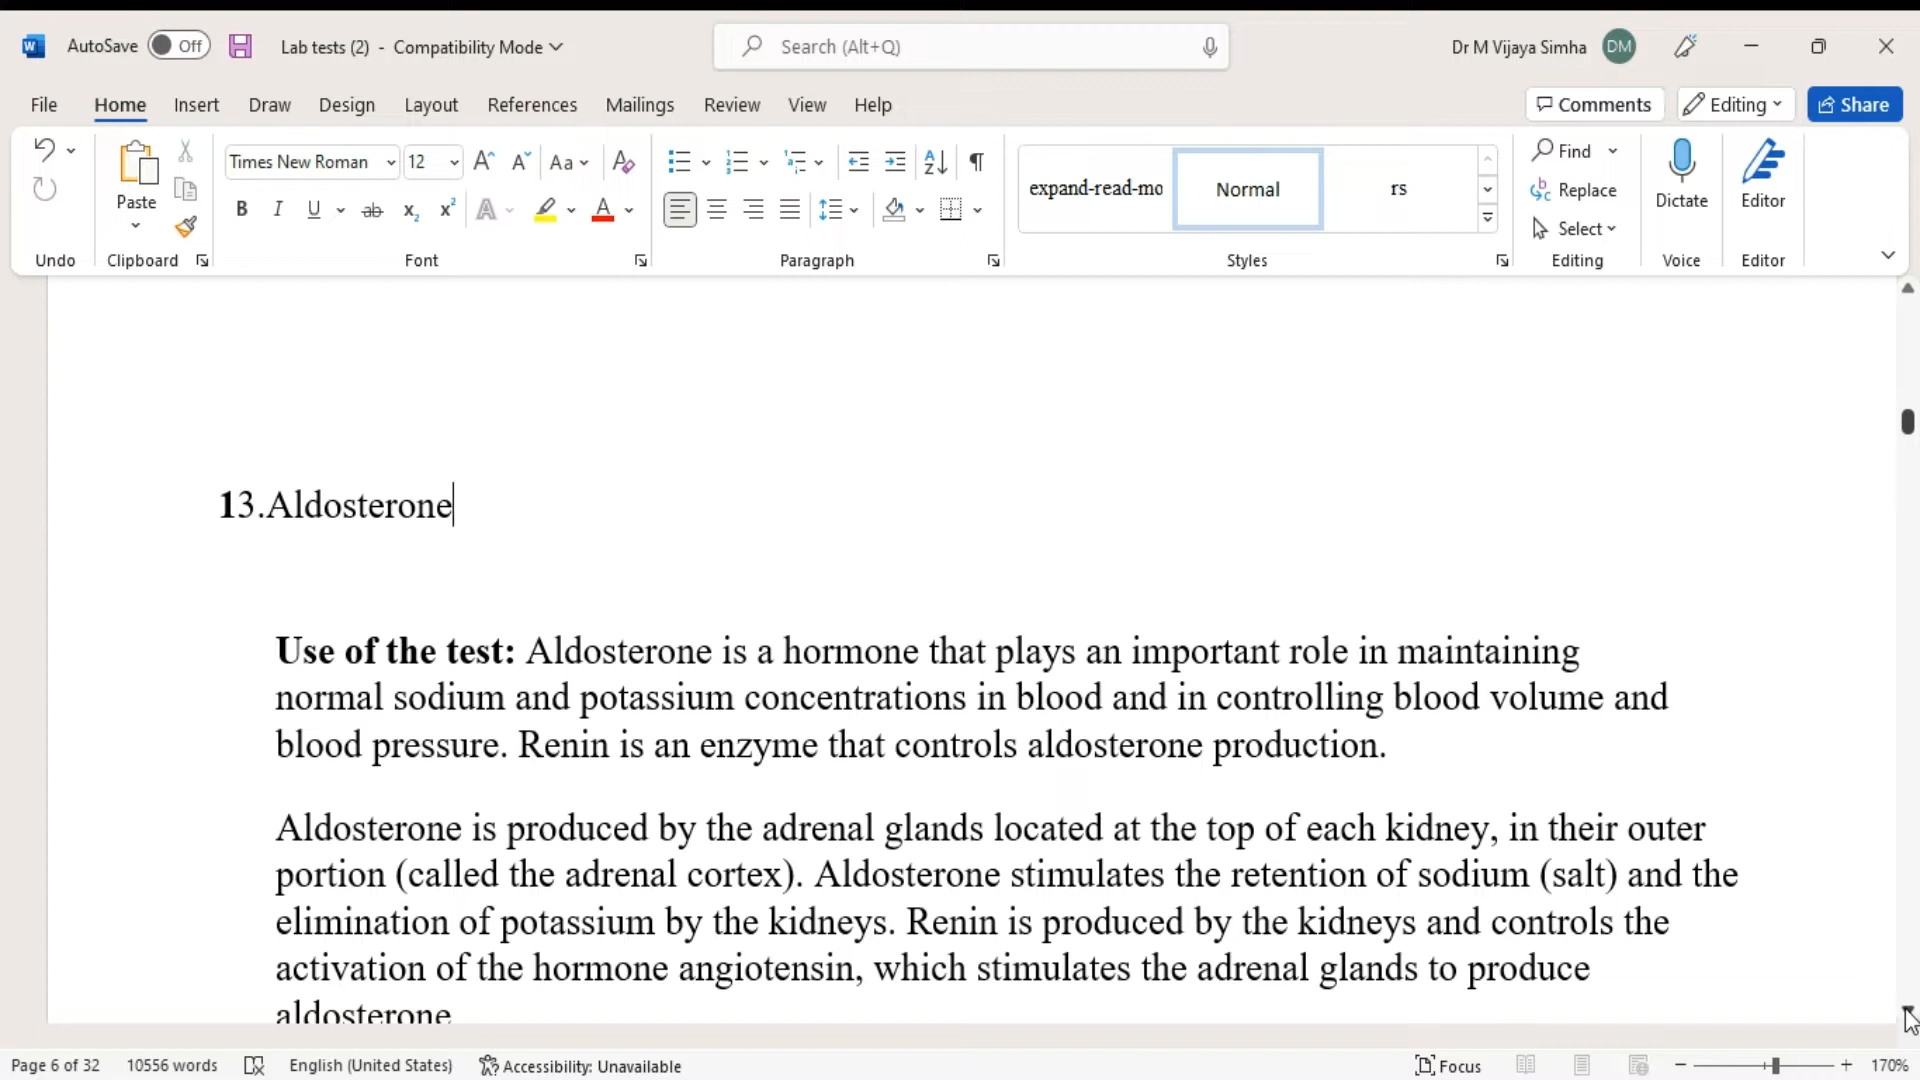 AutoSave Off Lab tests (2) - Compatibility Mode Search (Alt+Q) Dr M Vijaya Simha DM
File Home Insert Draw Design Layout References Mailings Review View Help Comments Editing Share
Paste Times New Roman 12 Aa expand-read-mo Normal rs Find Replace Select Dictate Editor
Undo Clipboard Font Paragraph Styles Editing Voice Editor
13.Aldosterone
Use of the test: Aldosterone is a hormone that plays an important role in maintaining
normal sodium and potassium concentrations in blood and in controlling blood volume and
blood pressure. Renin is an enzyme that controls aldosterone production.
Aldosterone is produced by the adrenal glands located at the top of each kidney, in their outer
portion (called the adrenal cortex). Aldosterone stimulates the retention of sodium (salt) and the
elimination of potassium by the kidneys. Renin is produced by the kidneys and controls the
activation of the hormone angiotensin, which stimulates the adrenal glands to produce
aldosterone
Page 6 of 32 10556 words English (United States) Accessibility: Unavailable Focus 170%